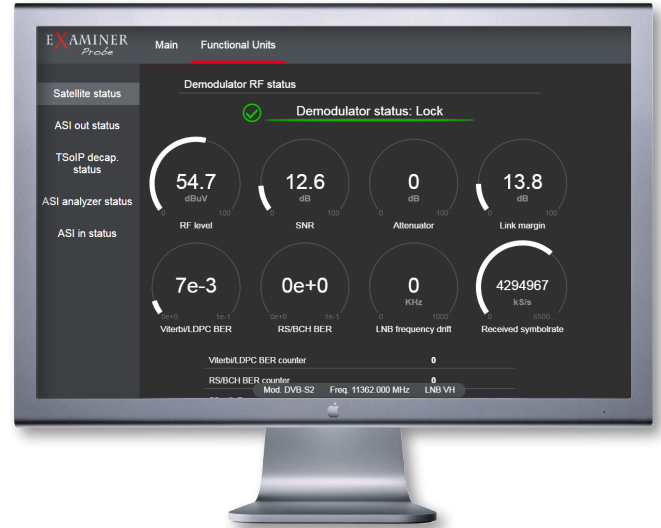 EXAMINER
Probe
Main
Functional Units
Satellite status
ASI out status
TSoIP decap.
status
ASI analyzer status
ASI in status
Demodulator RF status
Demodulator status: Lock
54.7
dBuV
0 100
RF level
12.6
dB
0 100
SNR
0
dB
0 100
Attenuator
13.8
dB
0 100
Link margin
7e-3
0e+0 1e-1
Viterbi/LDPC BER
0e+0
0e+0 1e-1
RS/BCH BER
0
KHz
0 1000
LNB frequency drift
4294967
kS/s
0 6500...
Received symbolrate
Viterbi/LDPC BER counter 0
RS/BCH BER counter 0
Mod. DVB-S2 Freq. 11362.000 MHz LNB VH